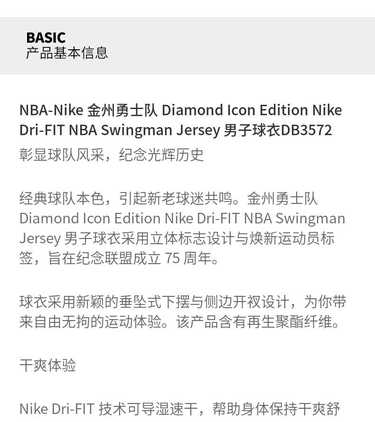 BASIC
产品基本信息
NBA-Nike 金州勇士队 Diamond Icon Edition Nike
Dri-FIT NBA Swingman Jersey 男子球衣DB3572
彰显球队风采，纪念光辉历史
经典球队本色，引起新老球迷共鸣。金州勇士队
Diamond Icon Edition Nike Dri-FIT NBA Swingman
Jersey 男子球衣采用立体标志设计与焕新运动员标
签，旨在纪念联盟成立 75 周年。
球衣采用新颖的垂坠式下摆与侧边开衩设计，为你带
来自由无拘的运动体验。该产品含有再生聚酯纤维。
干爽体验
Nike Dri-FIT 技术可导湿速干，帮助身体保持干爽舒